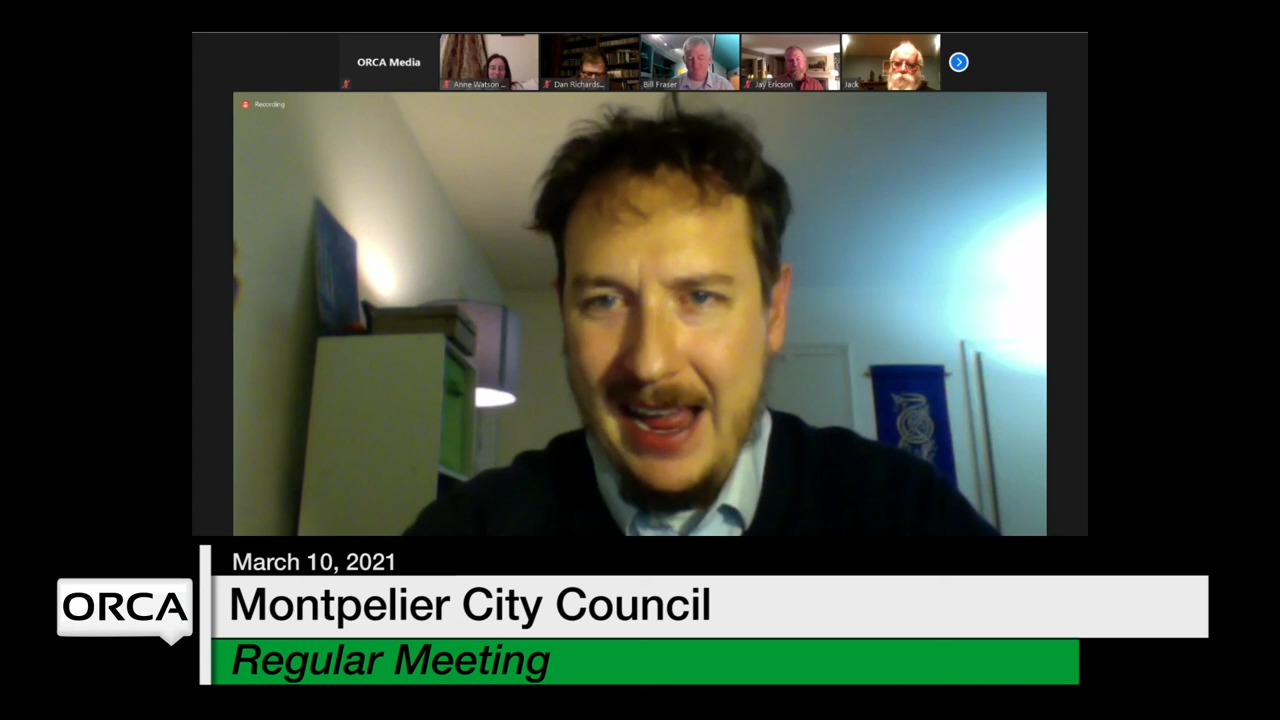 ORCA Media
Anne Watson ...
Dan Richards...
Bill Fraser
Jay Ericson
Jack
Recording
March 10, 2021
ORCA
Montpelier City Council
Regular Meeting